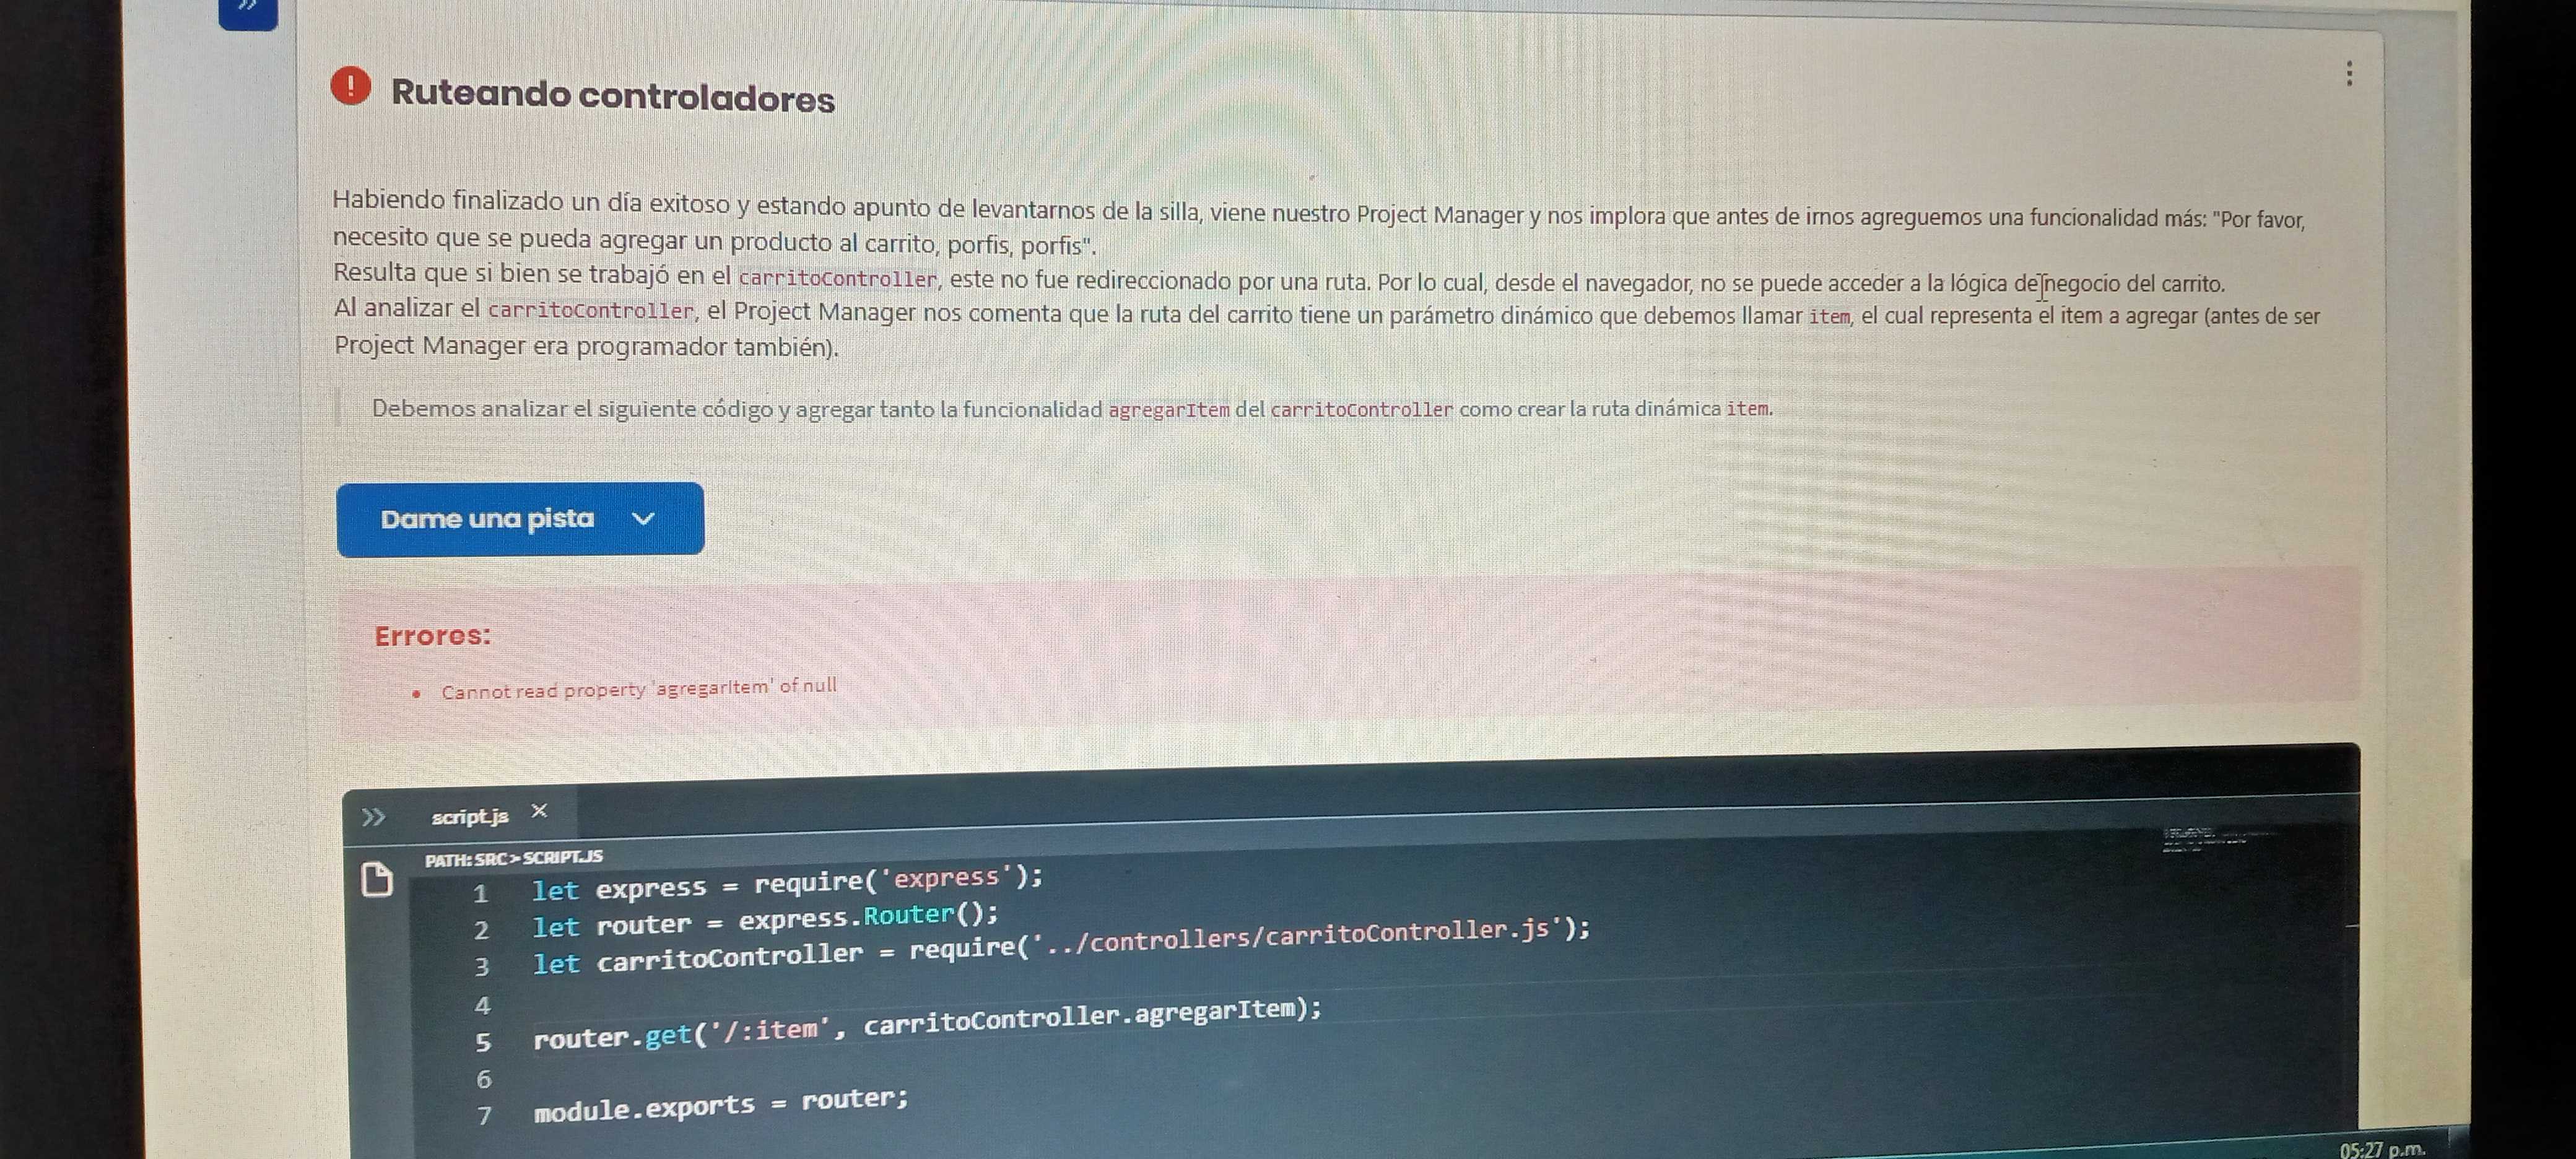 Ruteando controladores
Habiendo finalizado un día exitoso y estando apunto de levantarnos de la silla, viene nuestro Project Manager y nos implora que antes de irnos agreguemos una funcionalidad más: "Por favor,
necesito que se pueda agregar un producto al carrito, porfis, porfis".
Resulta que si bien se trabajó en el carritoController, este no fue redireccionado por una ruta. Por lo cual, desde el navegador, no se puede acceder a la lógica de negocio del carrito.
Al analizar el carritoController, el Project Manager nos comenta que la ruta del carrito tiene un parámetro dinámico que debemos llamar item, el cual representa el item a agregar (antes de ser
Project Manager era programador también).
Debemos analizar el siguiente código y agregar tanto la funcionalidad agregarItem del carritoController como crear la ruta dinámica item.
Dame una pista
Errores:
• Cannot read property 'agregarItem' of null
script.js
PATH: SRC > SCRIPT.JS
1 let express = require('express');
2 let router = express.Router();
3 let carritoController = require('../controllers/carritoController.js');
4
5 router.get('/:item', carritoController.agregarItem);
6
7 module.exports = router;
05:27 p.m.